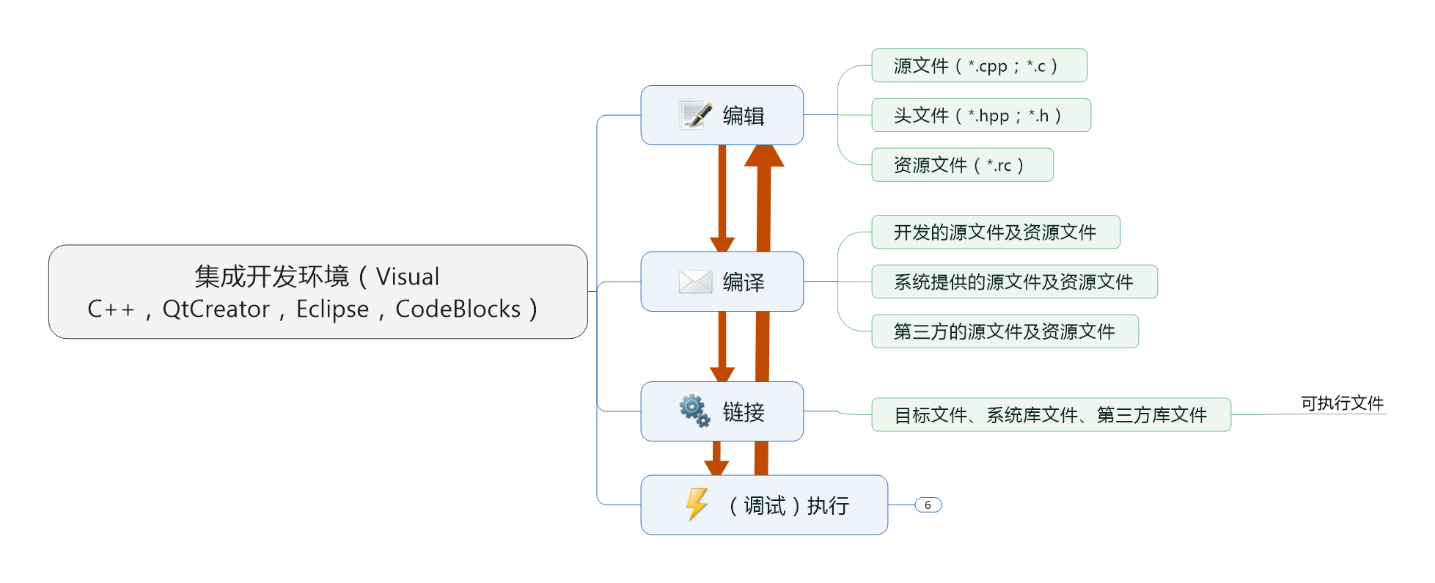 集成开发环境（Visual
C++，QtCreator，Eclipse，CodeBlocks）
编辑
源文件（*.cpp；*.c）
头文件（*.hpp；*.h）
资源文件（*.rc）
编译
开发的源文件及资源文件
系统提供的源文件及资源文件
第三方的源文件及资源文件
链接
目标文件、系统库文件、第三方库文件
可执行文件
（调试）执行
6